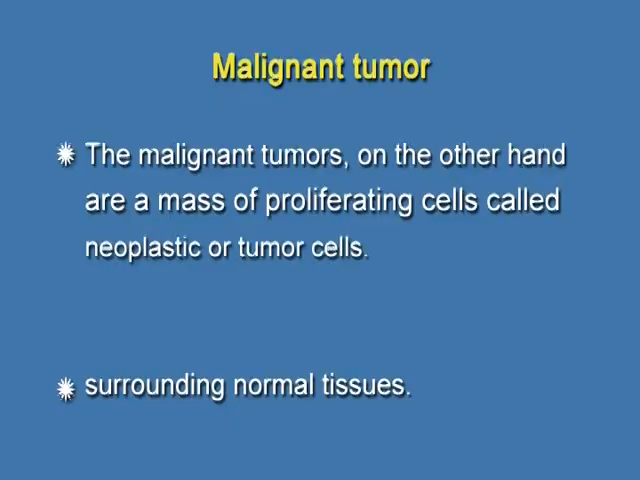 Malignant tumor
The malignant tumors, on the other hand
are a mass of proliferating cells called
neoplastic or tumor cells.
surrounding normal tissues.